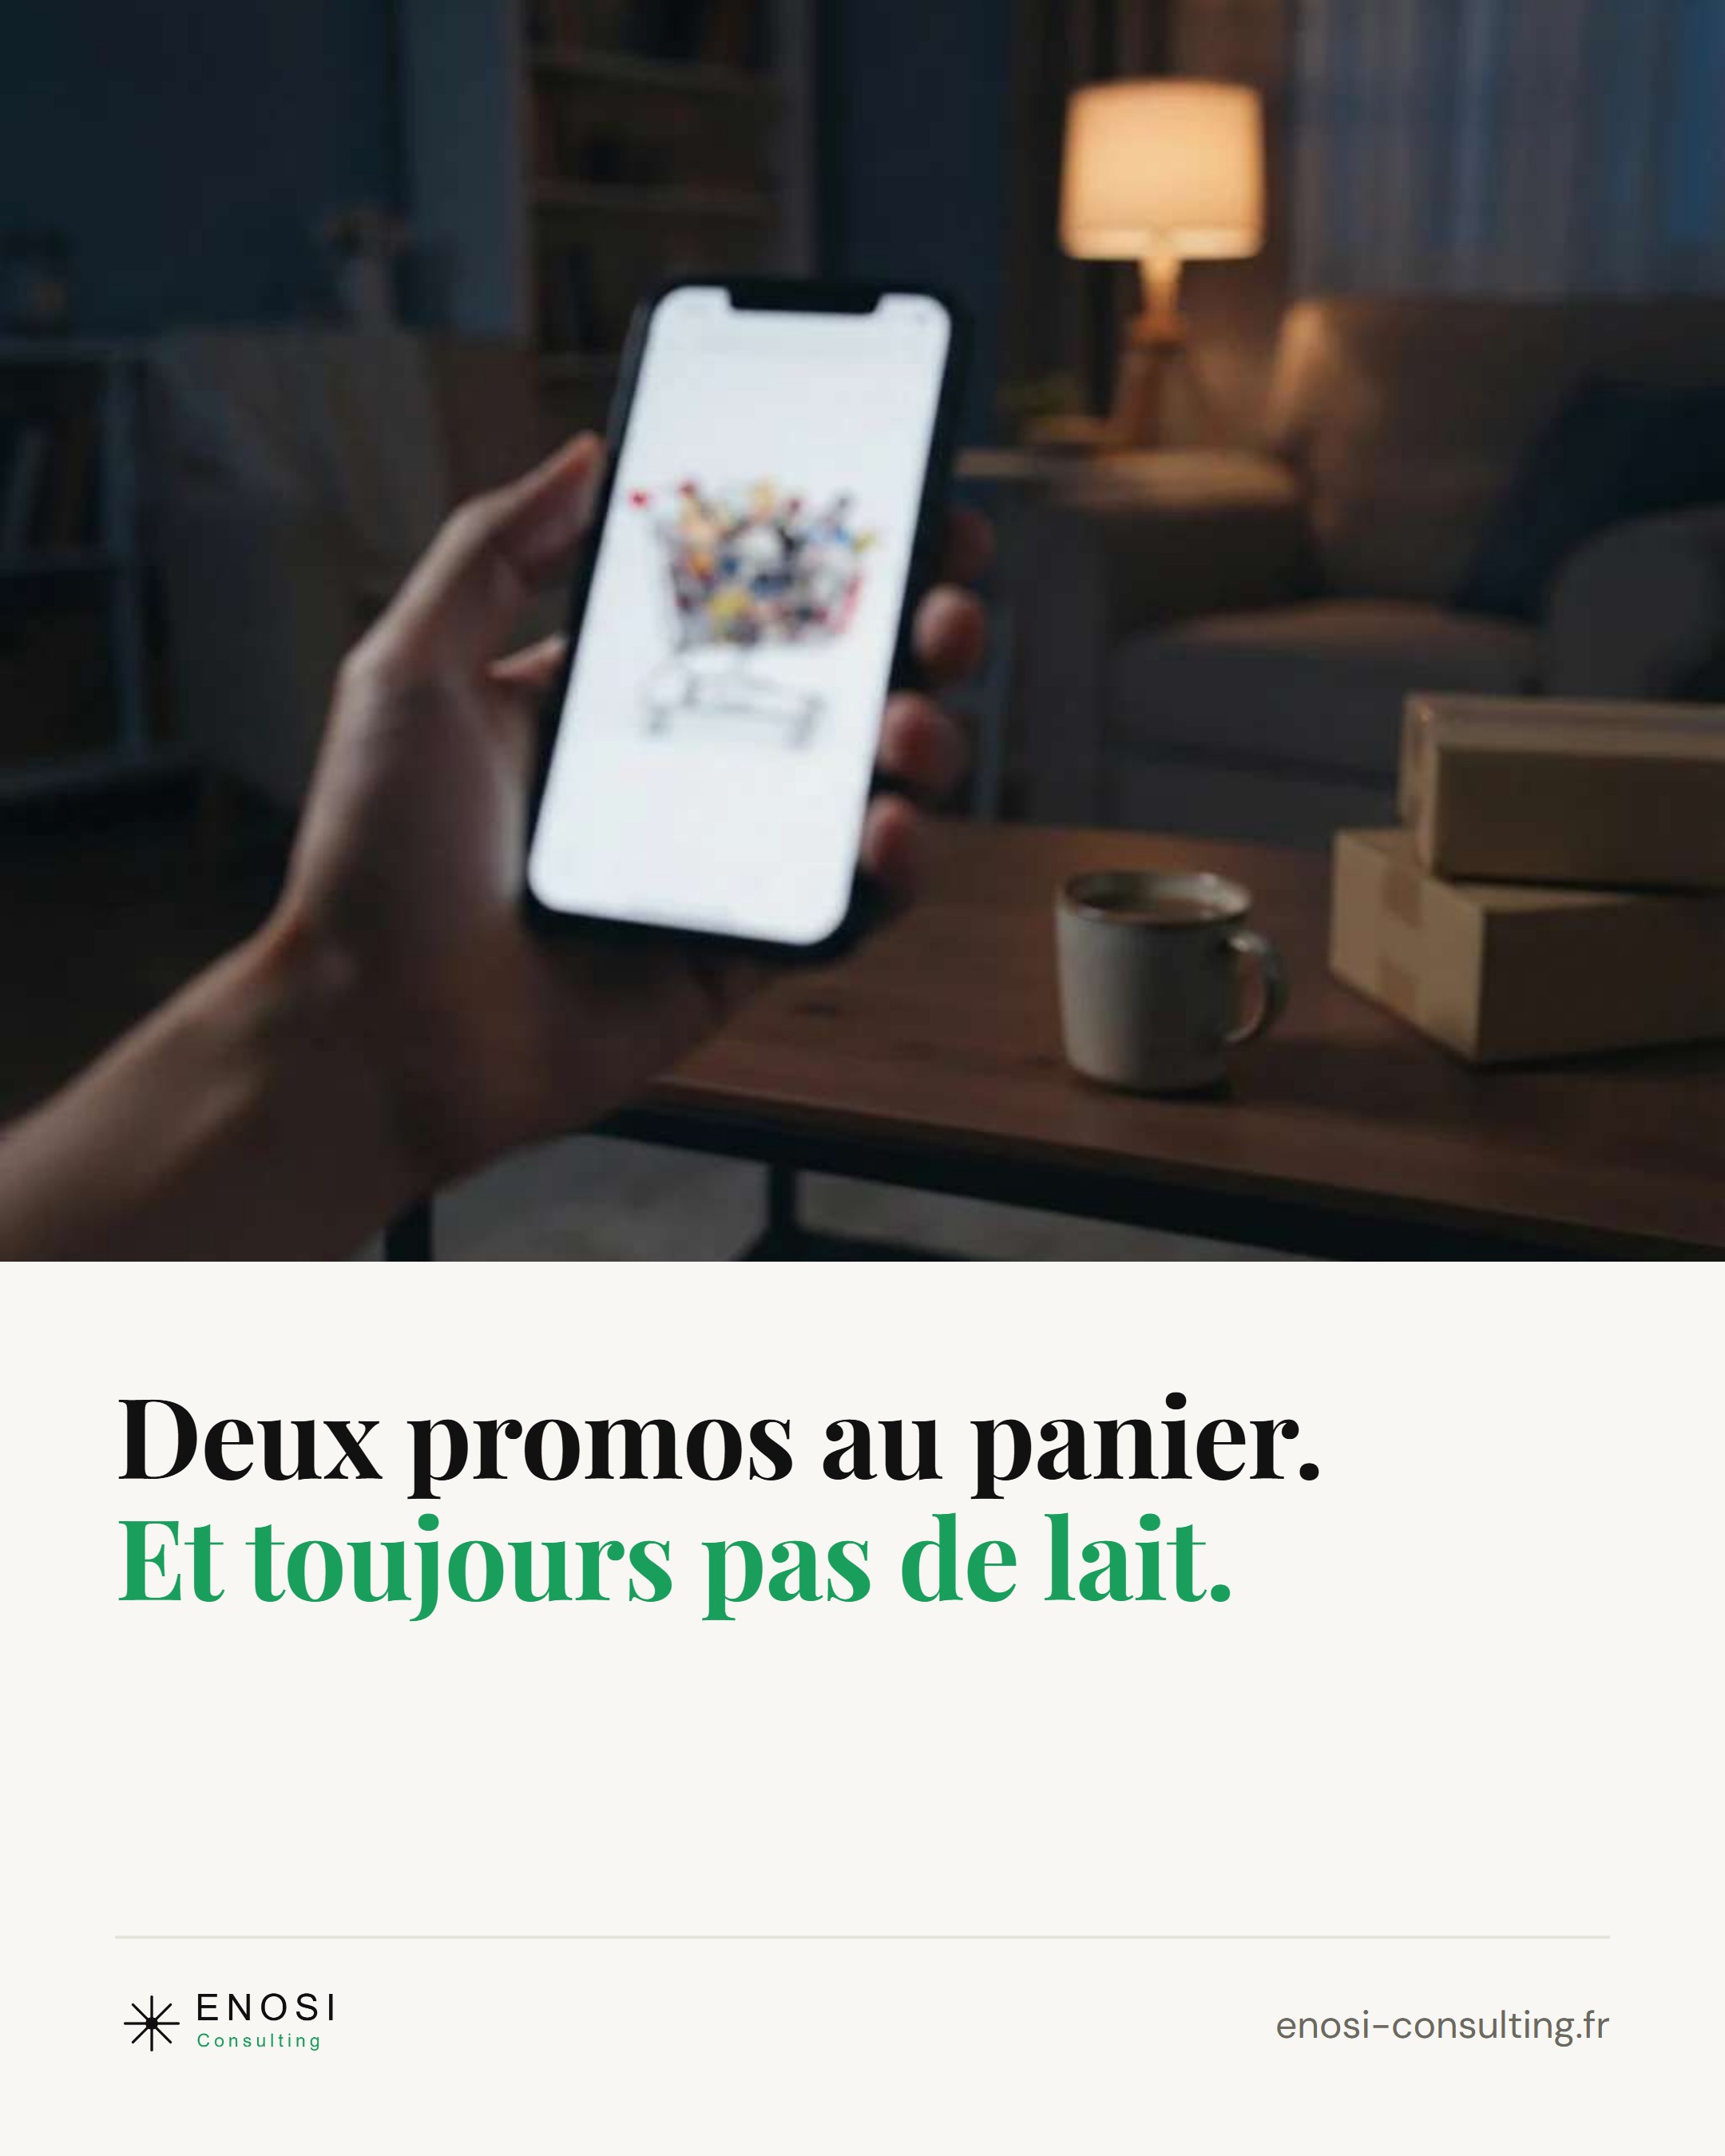 Deux promos au panier.
Et toujours pas de lait.
ENOSI
Consulting
enosi-consulting.fr